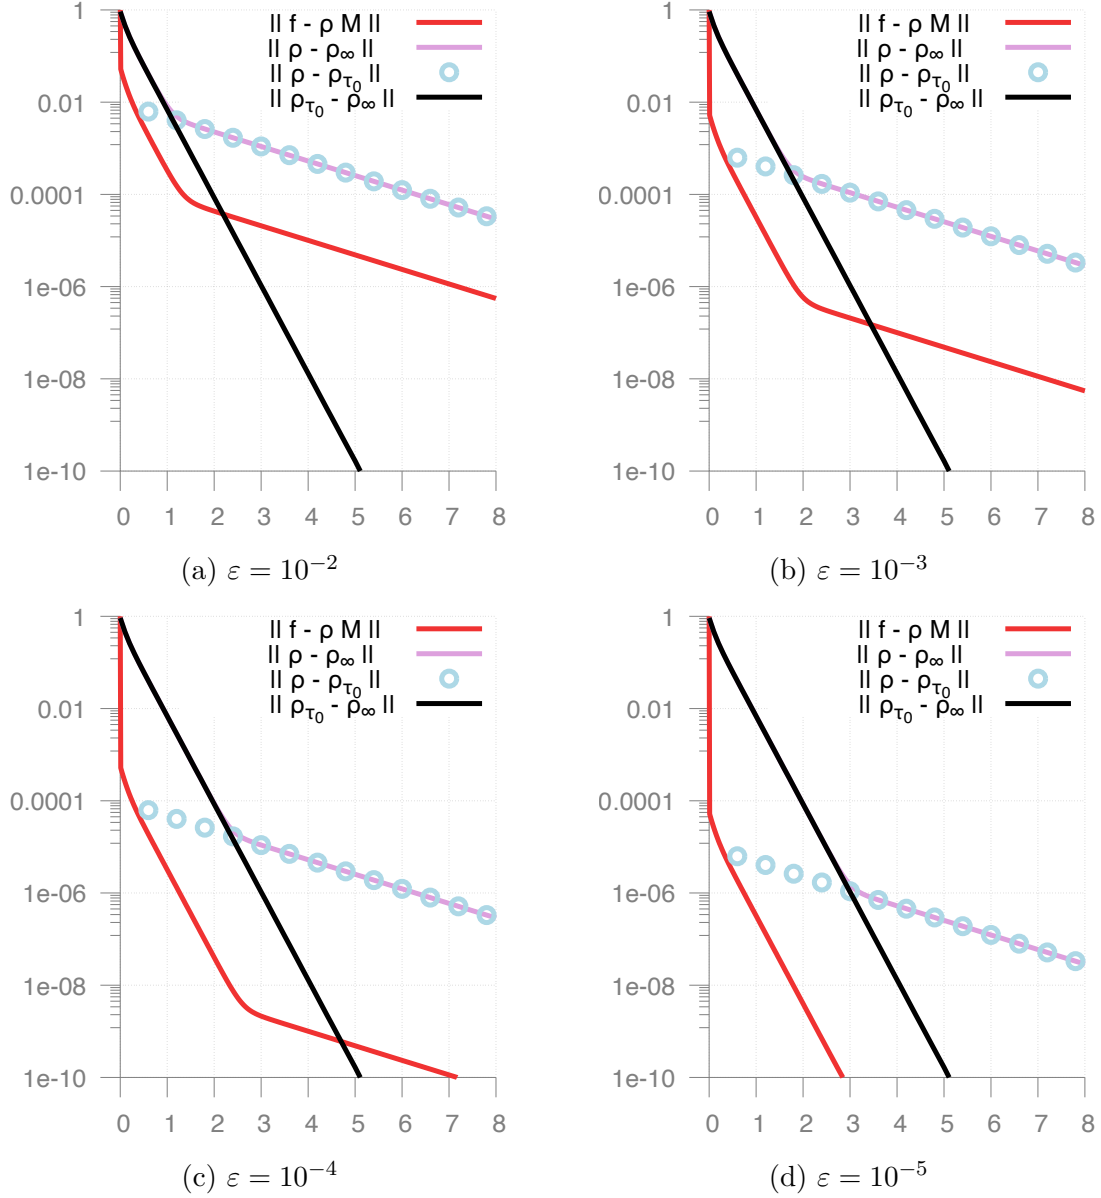 1
0.01
0.0001
1e-06
1e-08
1e-10
|| f - ρ M ||
|| ρ - ρ∞ ||
|| ρ - ρτ₀ ||
|| ρτ₀ - ρ∞ ||
0 1 2 3 4 5 6 7 8
(a) ε = 10⁻²
1
0.01
0.0001
1e-06
1e-08
1e-10
|| f - ρ M ||
|| ρ - ρ∞ ||
|| ρ - ρτ₀ ||
|| ρτ₀ - ρ∞ ||
0 1 2 3 4 5 6 7 8
(b) ε = 10⁻³
1
0.01
0.0001
1e-06
1e-08
1e-10
|| f - ρ M ||
|| ρ - ρ∞ ||
|| ρ - ρτ₀ ||
|| ρτ₀ - ρ∞ ||
0 1 2 3 4 5 6 7 8
(c) ε = 10⁻⁴
1
0.01
0.0001
1e-06
1e-08
1e-10
|| f - ρ M ||
|| ρ - ρ∞ ||
|| ρ - ρτ₀ ||
|| ρτ₀ - ρ∞ ||
0 1 2 3 4 5 6 7 8
(d) ε = 10⁻⁵